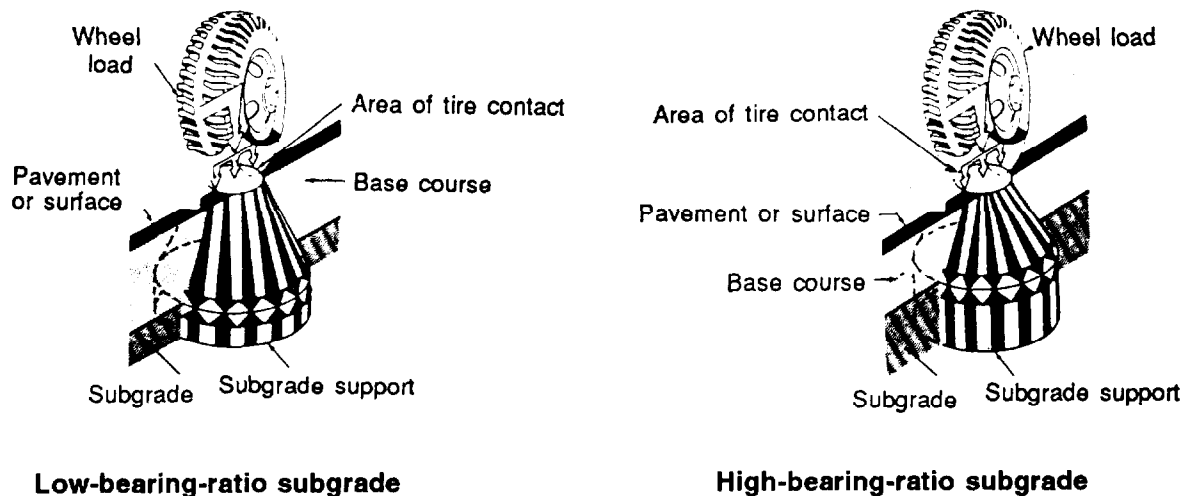 Wheel
load
Area of tire contact
Pavement
or surface
Base course
Subgrade
Subgrade support
Low-bearing-ratio subgrade
Wheel load
Area of tire contact
Pavement or surface
Base course
Subgrade
Subgrade support
High-bearing-ratio subgrade